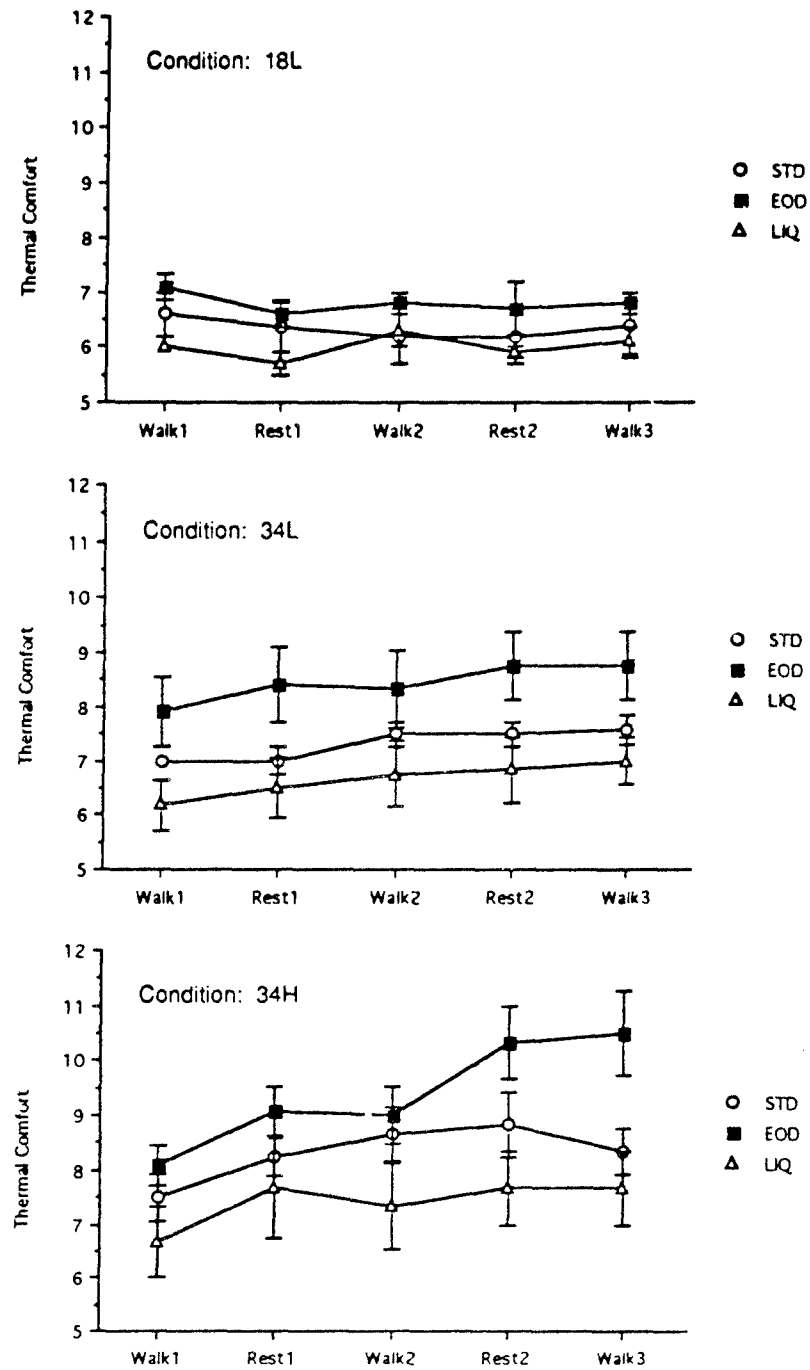 12
11
10
9
8
7
6
5
Thermal Comfort
Condition: 18L
Walk1 Rest1 Walk2 Rest2 Walk3
STD
EOD
LIQ
12
11
10
9
8
7
6
5
Thermal Comfort
Condition: 34L
Walk1 Rest1 Walk2 Rest2 Walk3
STD
EOD
LIQ
12
11
10
9
8
7
6
5
Thermal Comfort
Condition: 34H
Walk1 Rest1 Walk2 Rest2 Walk3
STD
EOD
LIQ